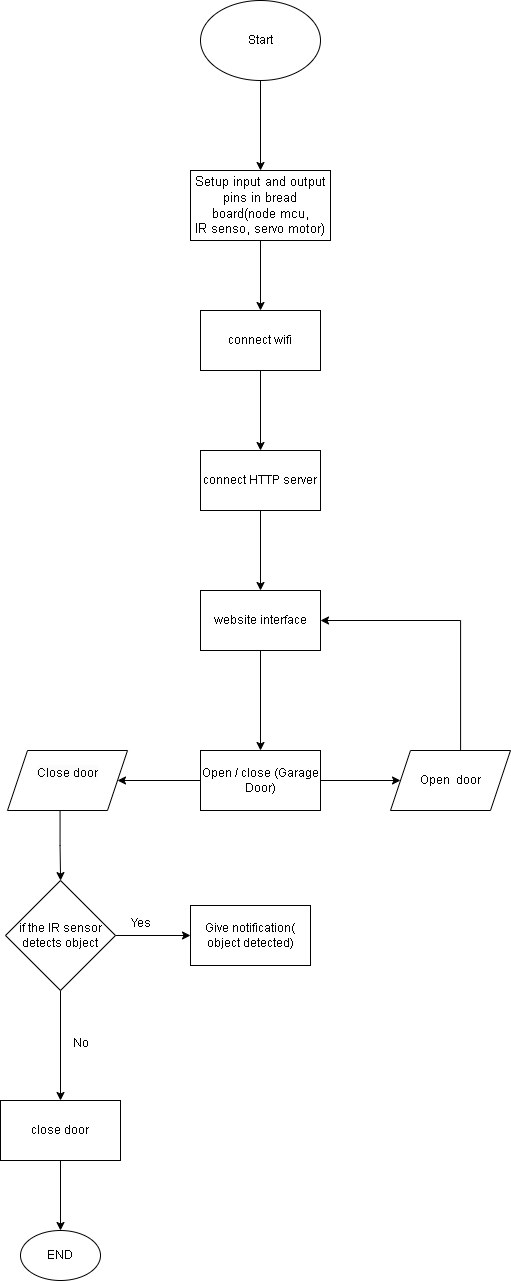 Start
Setup input and output
pins in bread
board(node mcu,
IR senso, servo motor)
connect wifi
connect HTTP server
website interface
Close door
Open / close (Garage
Door)
Open door
if the IR sensor
detects object
Yes
Give notification(
object detected)
No
close door
END